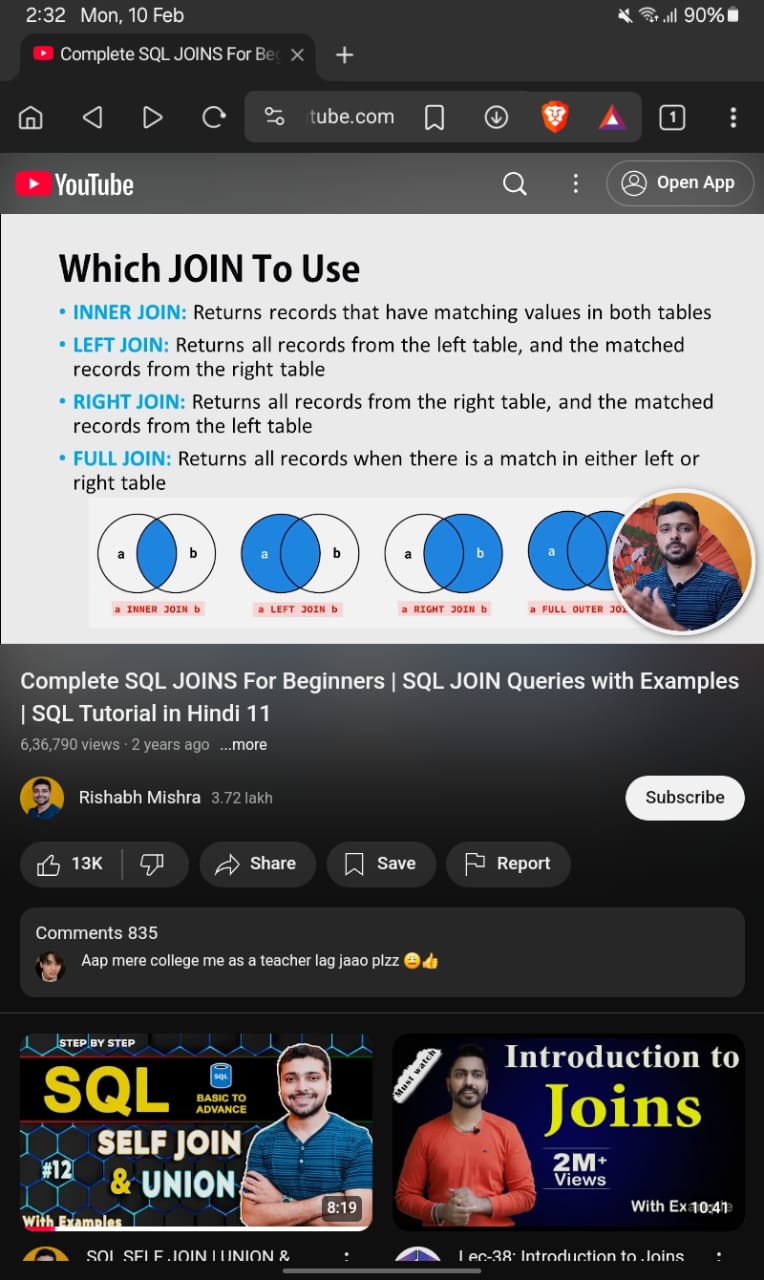 2:32 Mon, 10 Feb 90%
Complete SQL JOINS For Be
tube.com 1
YouTube Open App
Which JOIN To Use
• INNER JOIN: Returns records that have matching values in both tables
• LEFT JOIN: Returns all records from the left table, and the matched
records from the right table
• RIGHT JOIN: Returns all records from the right table, and the matched
records from the left table
• FULL JOIN: Returns all records when there is a match in either left or
right table
a b a b a b a
a INNER JOIN b a LEFT JOIN b a RIGHT JOIN b a FULL OUTER JOI
Complete SQL JOINS For Beginners | SQL JOIN Queries with Examples
| SQL Tutorial in Hindi 11
6,36,790 views · 2 years ago ...more
Rishabh Mishra 3.72 lakh Subscribe
13K Share Save Report
Comments 835
Aap mere college me as a teacher lag jaao plzz 😩👍
STEP BY STEP
SQL
SQL
BASIC TO
ADVANCE
SELF JOIN
#12
& UNION
With Examples
8:19
Must watch
Introduction to
Joins
2M+
Views
With Ex
10:41
SQL SELF JOIN | UNION &
Lec-38: Introduction to Joins